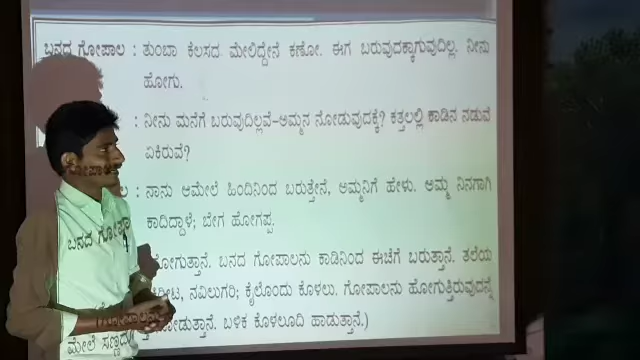 ಬನದ ಗೋಪಾಲ : ತುಂಬಾ ಕೆಲಸದ ಮೇಲಿದ್ದೇನೆ ಕಣೋ. ಈಗ ಬರುವುದಕ್ಕಾಗುವುದಿಲ್ಲ. ನೀನು
ಹೋಗು.
: ನೀನು ಮನೆಗೆ ಬರುವುದಿಲ್ಲವೆ–ಅಮ್ಮನ ನೋಡುವುದಕ್ಕೆ? ಕತ್ತಲಲ್ಲಿ ಕಾಡಿನ ನಡುವೆ
ಏಕಿರುವೆ?
: ನಾನು ಆಮೇಲೆ ಹಿಂದಿನಿಂದ ಬರುತ್ತೇನೆ, ಅಮ್ಮನಿಗೆ ಹೇಳು. ಅಮ್ಮ ನಿನಗಾಗಿ
ಬನದ ಗೋಪಾಲ ಕಾದಿದ್ದಾಳೆ; ಬೇಗ ಹೋಗಪ್ಪ.
ಹೋಗುತ್ತಾನೆ. ಬನದ ಗೋಪಾಲನು ಕಾಡಿನಿಂದ ಈಚೆಗೆ ಬರುತ್ತಾನೆ. ತಲೆಯ
ಮೇಲೆ ನವಿಲುಗರಿ; ಕೈಲೊಂದು ಕೊಳಲು. ಗೋಪಾಲನು ಹೋಗುತ್ತಿರುವುದನ್ನೆ
ನೋಡುತ್ತಾನೆ. ಬಳಿಕ ಕೊಳಲೂದಿ ಹಾಡುತ್ತಾನೆ.)